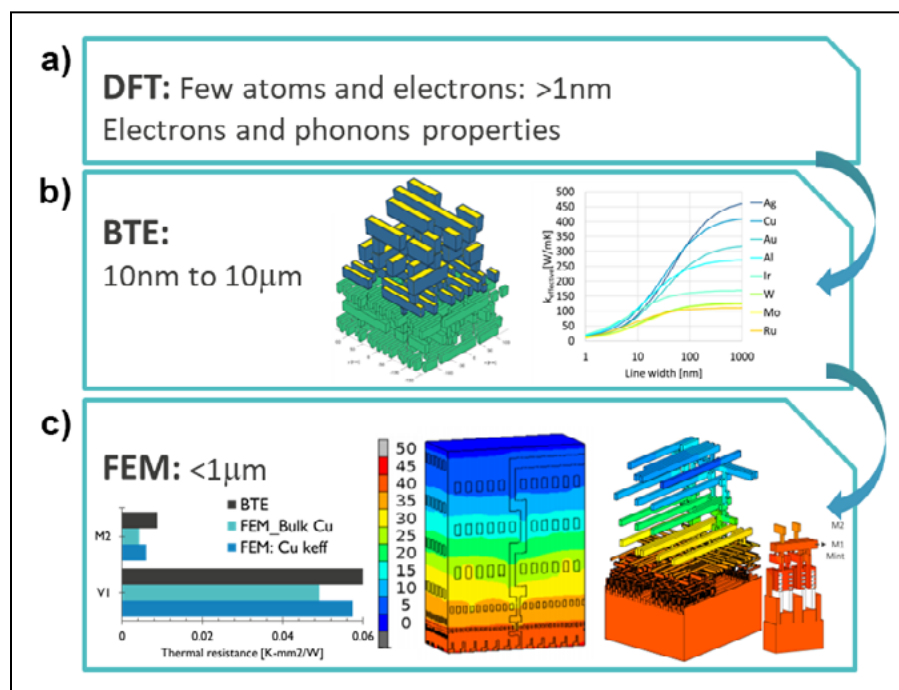 a)
DFT: Few atoms and electrons: >1nm
Electrons and phonons properties
b)
BTE:
10nm to 10μm
k effective [W/mK]
500
450
400
350
300
250
200
150
100
50
0
1
10
100
1000
Line width [nm]
Ag
Cu
Au
Al
Ir
W
Mo
Ru
c)
FEM: <1μm
BTE
FEM_Bulk Cu
FEM: Cu keff
M2
V1
0
0.02
0.04
0.06
Thermal resistance [K-mm2/W]
50
45
40
35
30
25
20
15
10
5
0
M2
M1
Mint